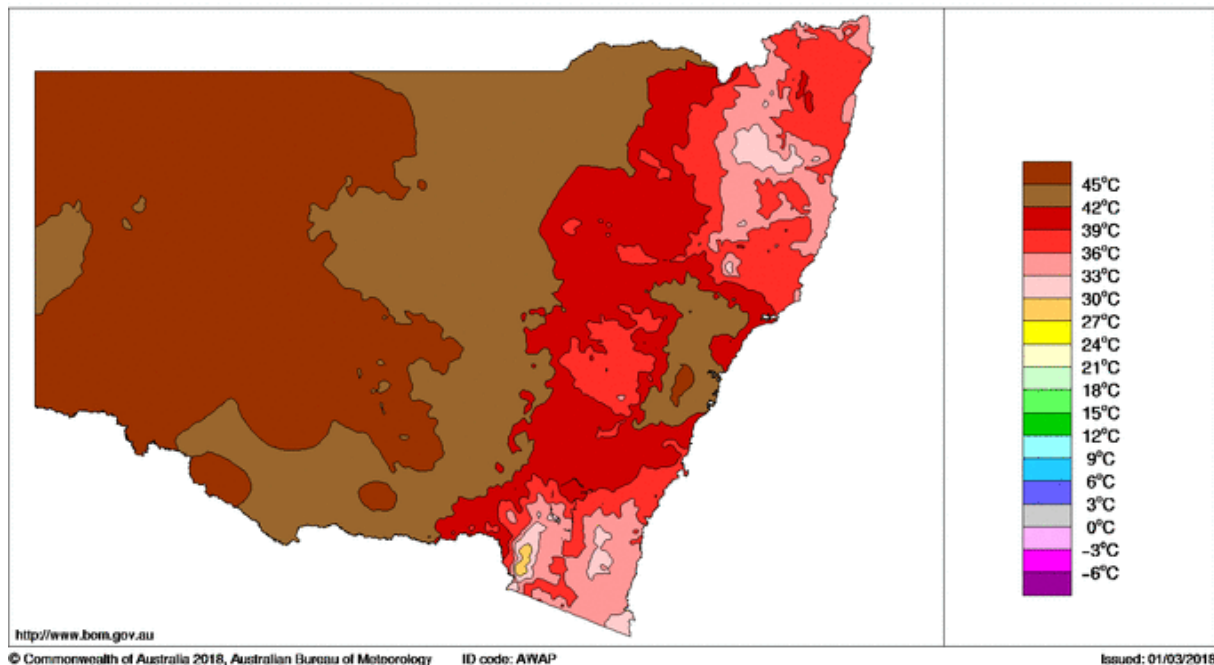 45°C
42°C
39°C
36°C
33°C
30°C
27°C
24°C
21°C
18°C
15°C
12°C
9°C
6°C
3°C
0°C
-3°C
-6°C
http://www.bom.gov.au
© Commonwealth of Australia 2018, Australian Bureau of Meteorology ID code: AWAP Issued: 01/03/2018